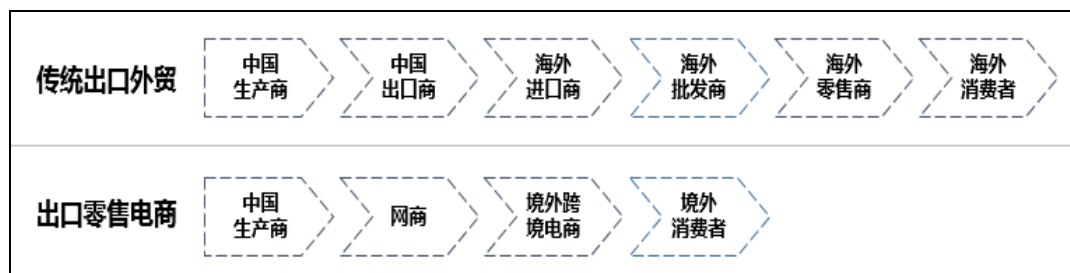 传统出口外贸
中国
生产商
中国
出口商
海外
进口商
海外
批发商
海外
零售商
海外
消费者
出口零售电商
中国
生产商
网商
境外跨
境电商
境外
消费者